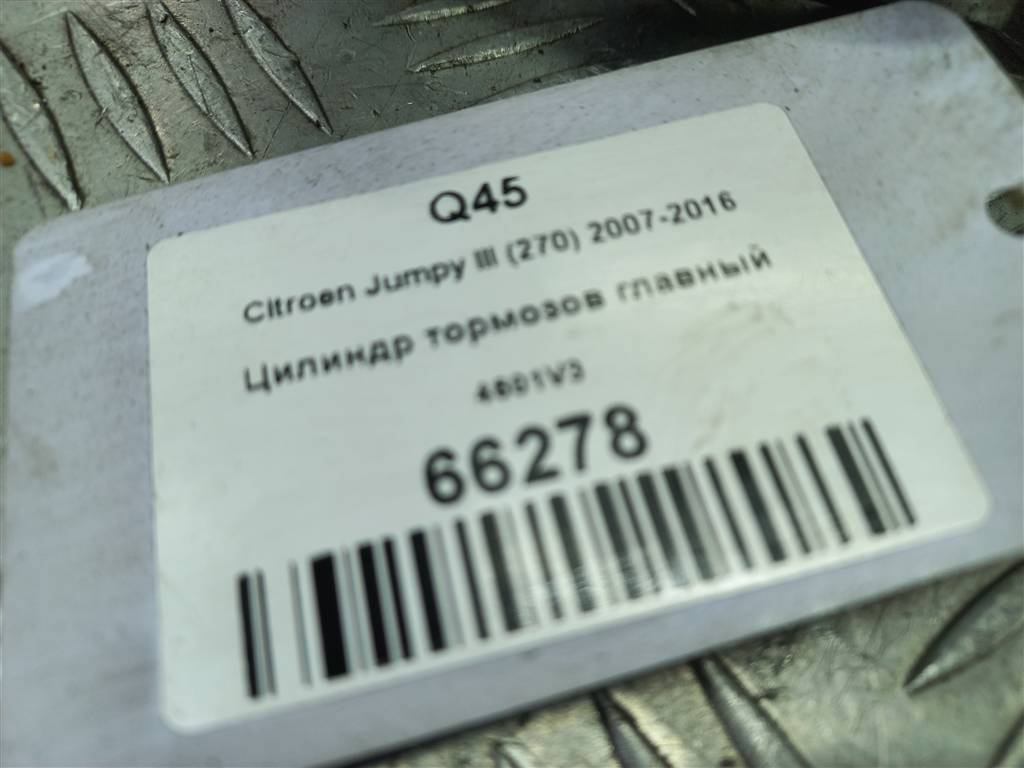 Q45
Citroen Jumpy III (270) 2007-2016
Цилиндр тормозов главный
4601V3
66278